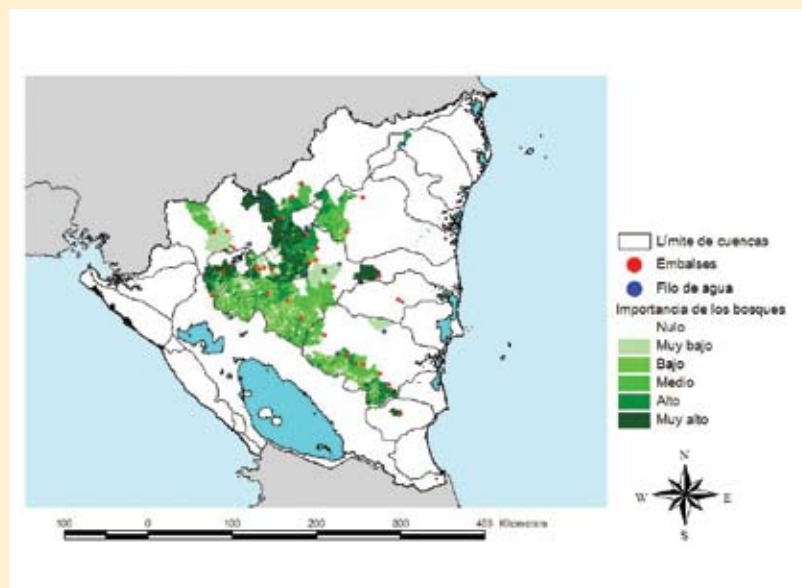 Límite de cuencas
Embalses
Filo de agua
Importancia de los bosques
Nulo
Muy bajo
Bajo
Medio
Alto
Muy alto
N
W E
S
100 0 100 200 300 400 Kilometers